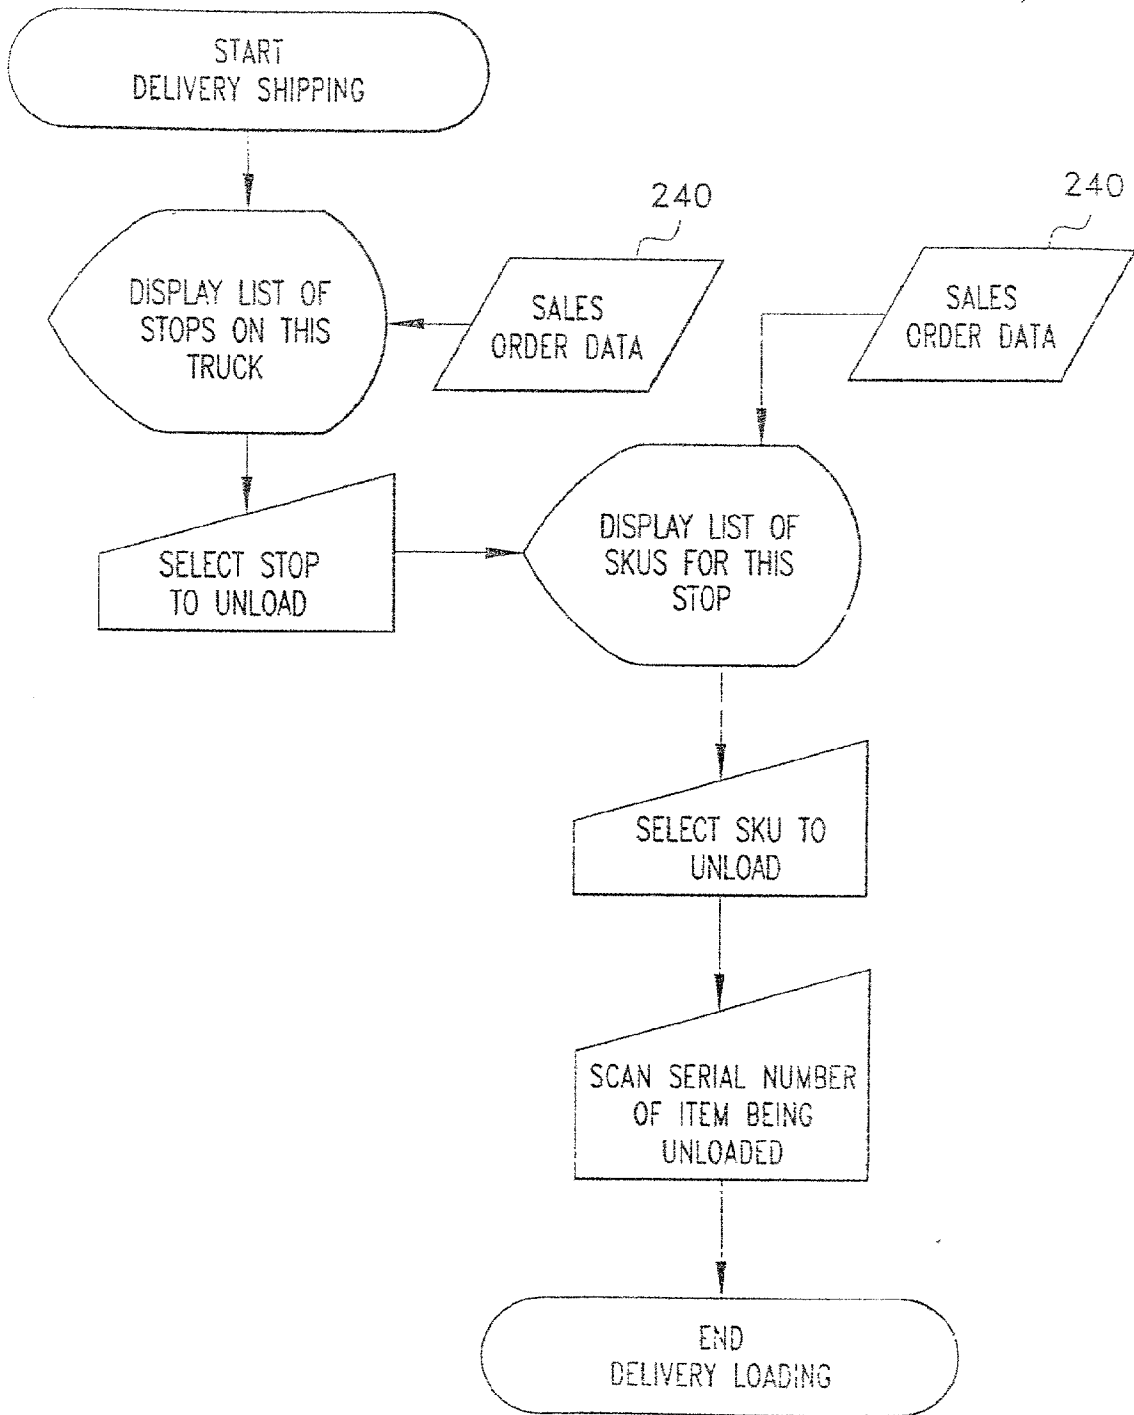 START
DELIVERY SHIPPING
240
240
DISPLAY LIST OF
STOPS ON THIS
TRUCK
SALES
ORDER DATA
SALES
ORDER DATA
SELECT STOP
TO UNLOAD
DISPLAY LIST OF
SKUS FOR THIS
STOP
SELECT SKU TO
UNLOAD
SCAN SERIAL NUMBER
OF ITEM BEING
UNLOADED
END
DELIVERY LOADING